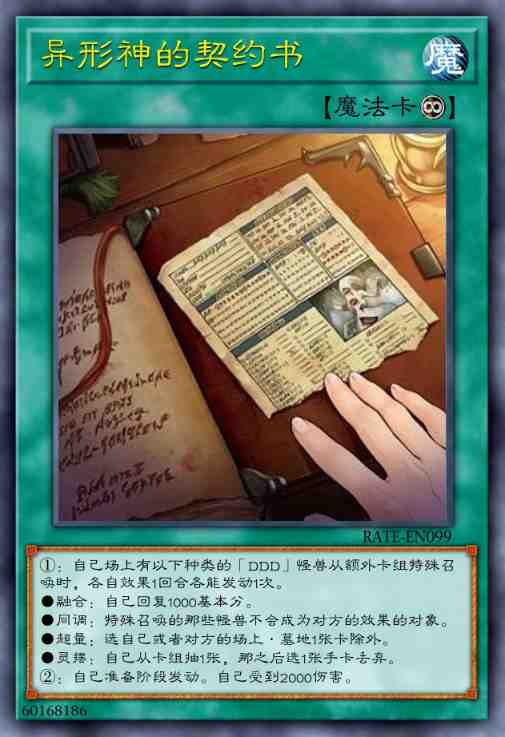 异形神的契约书
魔
【魔法卡】
RATE-EN099
①：自己场上有以下种类的「DDD」怪兽从额外卡组特殊召
唤时，各自效果1回合各能发动1次。
●融合：自己回复1000基本分。
●同调：特殊召唤的那些怪兽不会成为对方的效果的对象。
●超量：选自己或者对方的场上·墓地1张卡除外。
●灵摆：自己从卡组抽1张，那之后选1张手卡丢弃。
②：自己准备阶段发动。自己受到2000伤害。
60168186